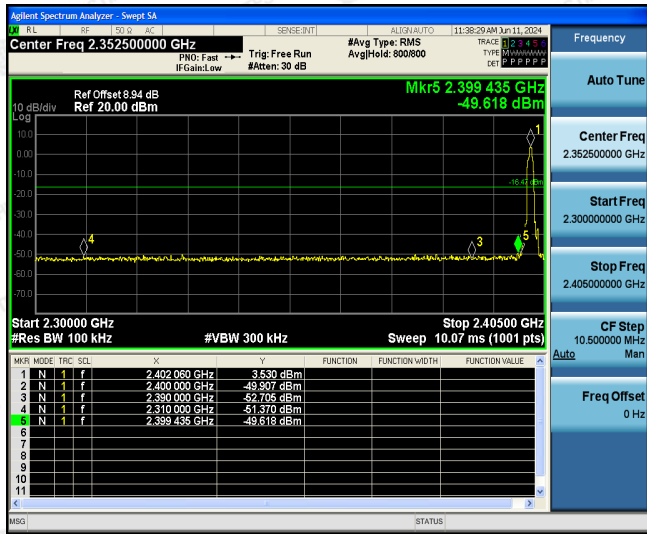 Agilent Spectrum Analyzer - Swept SA
RL RF 50 Ω AC SENSE:INT ALIGNAUTO 11:38:29 AM Jun 11, 2024
Center Freq 2.352500000 GHz #Avg Type: RMS TRACE 1 2 3 4 5 6
PNO: Fast Trig: Free Run Avg|Hold: 800/800 TYPE M
IFGain:Low #Atten: 30 dB DET P P P P P P
Mkr5 2.399 435 GHz
Ref Offset 8.94 dB
10 dB/div Ref 20.00 dBm -49.618 dBm
Log
10.0
0.00
-10.0
-20.0
-30.0
-40.0
-50.0
-60.0
-70.0
1
4
3
5
Start 2.30000 GHz Stop 2.40500 GHz
#Res BW 100 kHz #VBW 300 kHz Sweep 10.07 ms (1001 pts)
MKR MODE TRC SCL X Y FUNCTION FUNCTION WIDTH FUNCTION VALUE
1 N 1 f 2.402 060 GHz 3.530 dBm
2 N 1 f 2.400 000 GHz -49.907 dBm
3 N 1 f 2.390 000 GHz -52.705 dBm
4 N 1 f 2.310 000 GHz -51.370 dBm
5 N 1 f 2.399 435 GHz -49.618 dBm
6
7
8
9
10
11
MSG STATUS
Frequency
Auto Tune
Center Freq
2.352500000 GHz
Start Freq
2.300000000 GHz
Stop Freq
2.405000000 GHz
CF Step
10.500000 MHz
Auto Man
Freq Offset
0 Hz